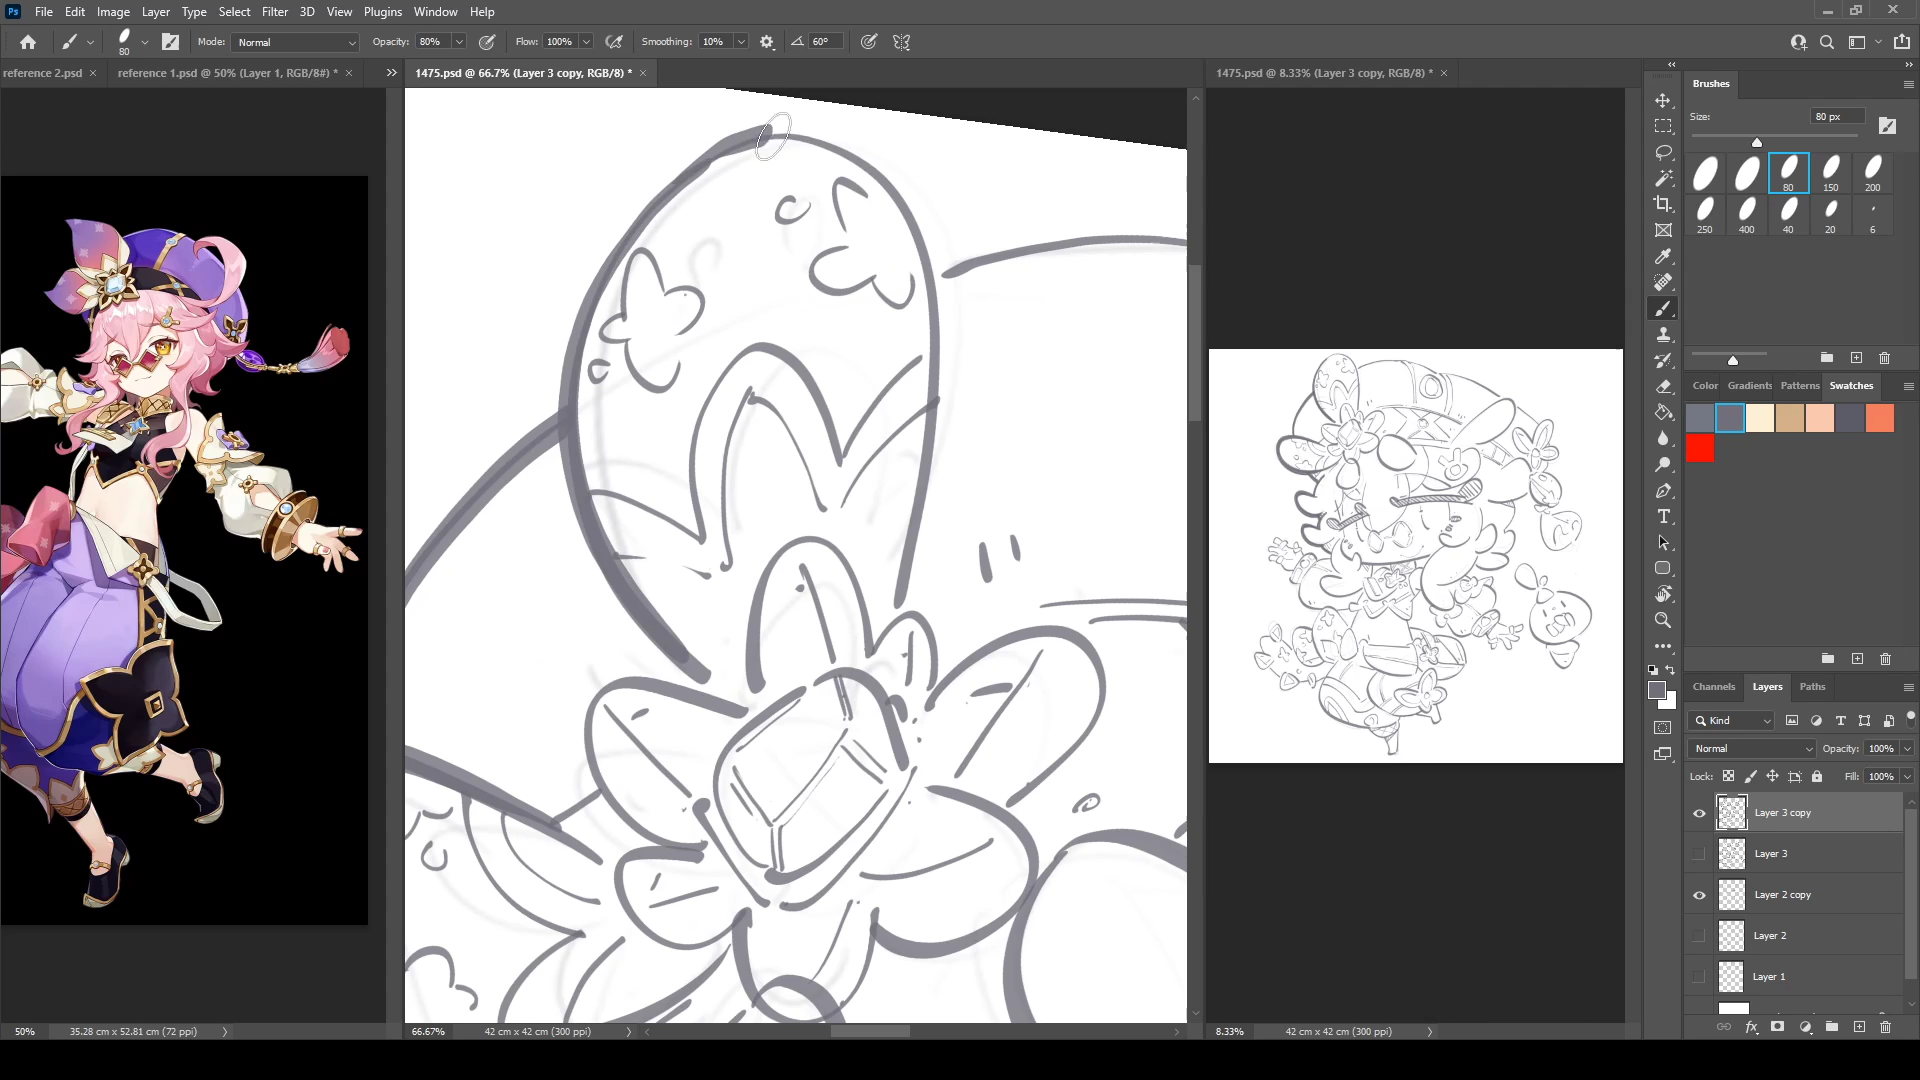 Ps File Edit Image Layer Type Select Filter 3D View Plugins Window Help
80 Mode: Normal Opacity: 80% Flow: 100% Smoothing: 10% 60°
reference 2.psd × reference 1.psd @ 50% (Layer 1, RGB/8#) * ×
1475.psd @ 66.7% (Layer 3 copy, RGB/8) * ×
1475.psd @ 8.33% (Layer 3 copy, RGB/8) * ×
Brushes
Size: 80 px
80 150 200
250 400 40 20 6
Color Gradients Patterns Swatches
Channels Layers Paths
Kind
Normal Opacity: 100%
Lock: Fill: 100%
Layer 3 copy
Layer 3
Layer 2 copy
Layer 2
Layer 1
50% 35.28 cm x 52.81 cm (72 ppi)
66.67% 42 cm x 42 cm (300 ppi)
8.33% 42 cm x 42 cm (300 ppi)